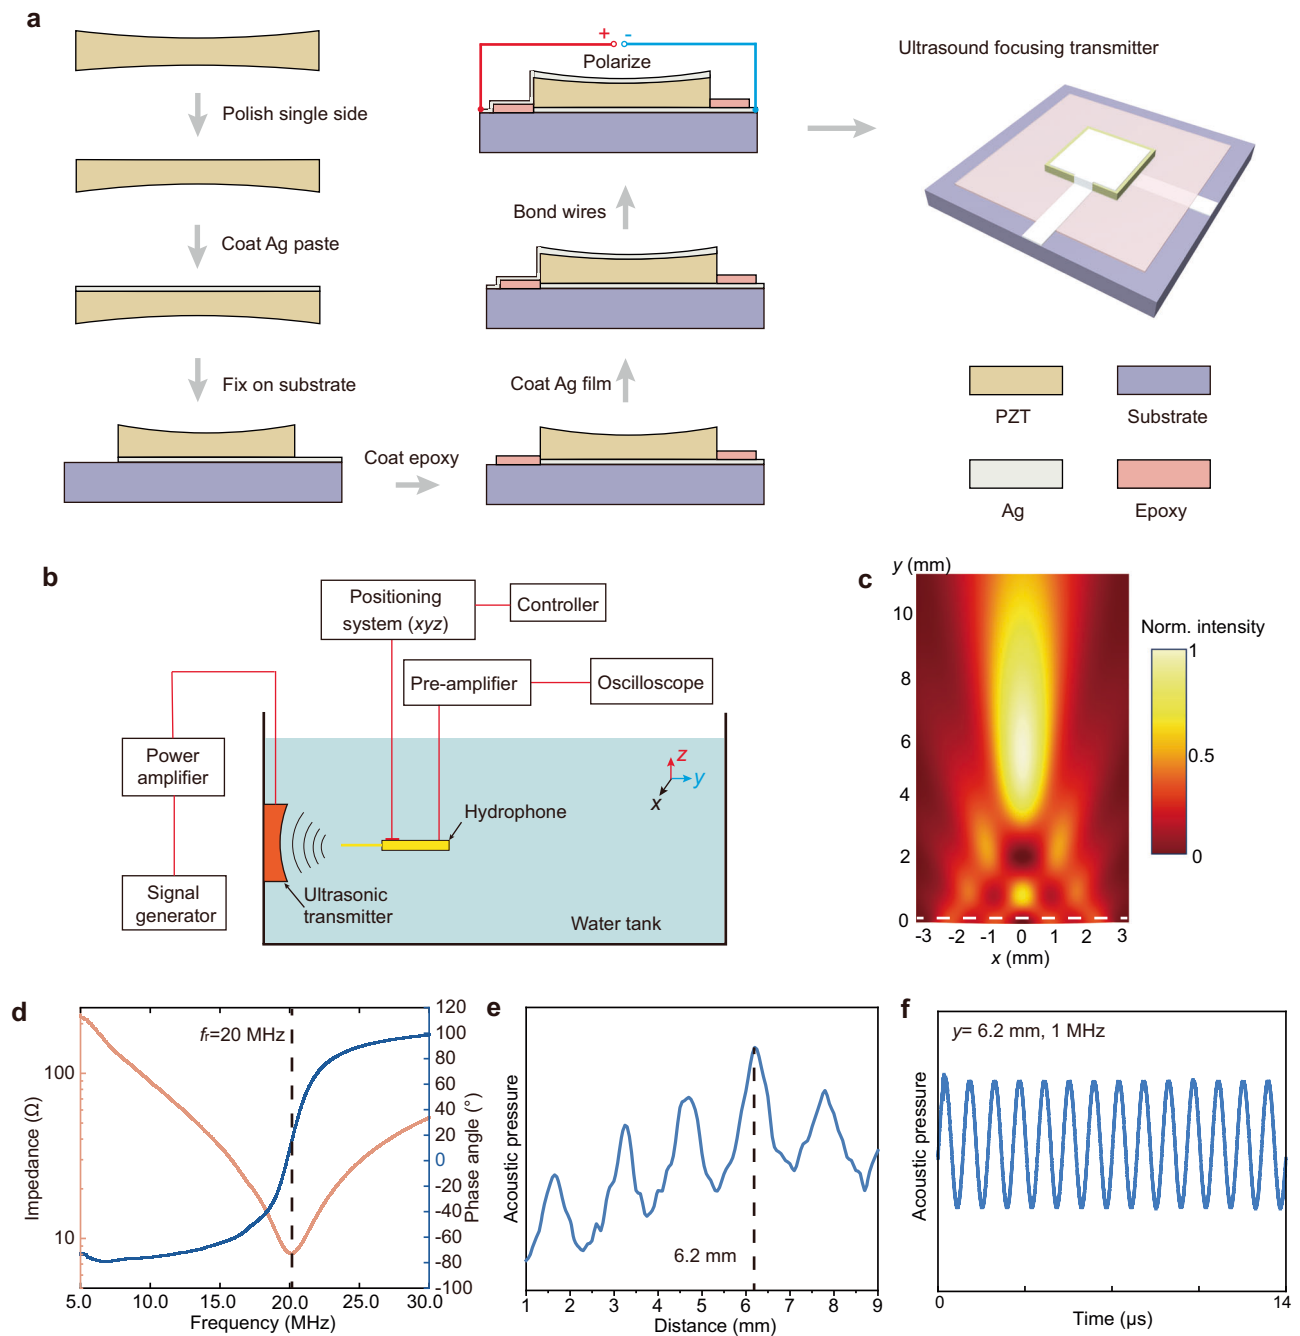 a
Polish single side
Coat Ag paste
Fix on substrate
Coat epoxy
Coat Ag film
Bond wires
+ -
Polarize
Ultrasound focusing transmitter
PZT
Substrate
Ag
Epoxy
b
Positioning
system (xyz)
Controller
Pre-amplifier
Oscilloscope
Power
amplifier
Signal
generator
Hydrophone
Ultrasonic
transmitter
Water tank
z
y
x
c
y (mm)
10
8
6
4
2
0
-3 -2 -1 0 1 2 3
x (mm)
Norm. intensity
1
0.5
0
d
fr=20 MHz
Impedance (Ω)
100
10
5.0 10.0 15.0 20.0 25.0 30.0
Frequency (MHz)
120
100
80
60
40
20
0
-20
-40
-60
-80
-100
Phase angle (°)
e
Acoustic pressure
6.2 mm
1 2 3 4 5 6 7 8 9
Distance (mm)
f
y= 6.2 mm, 1 MHz
Acoustic pressure
0 14
Time (μs)